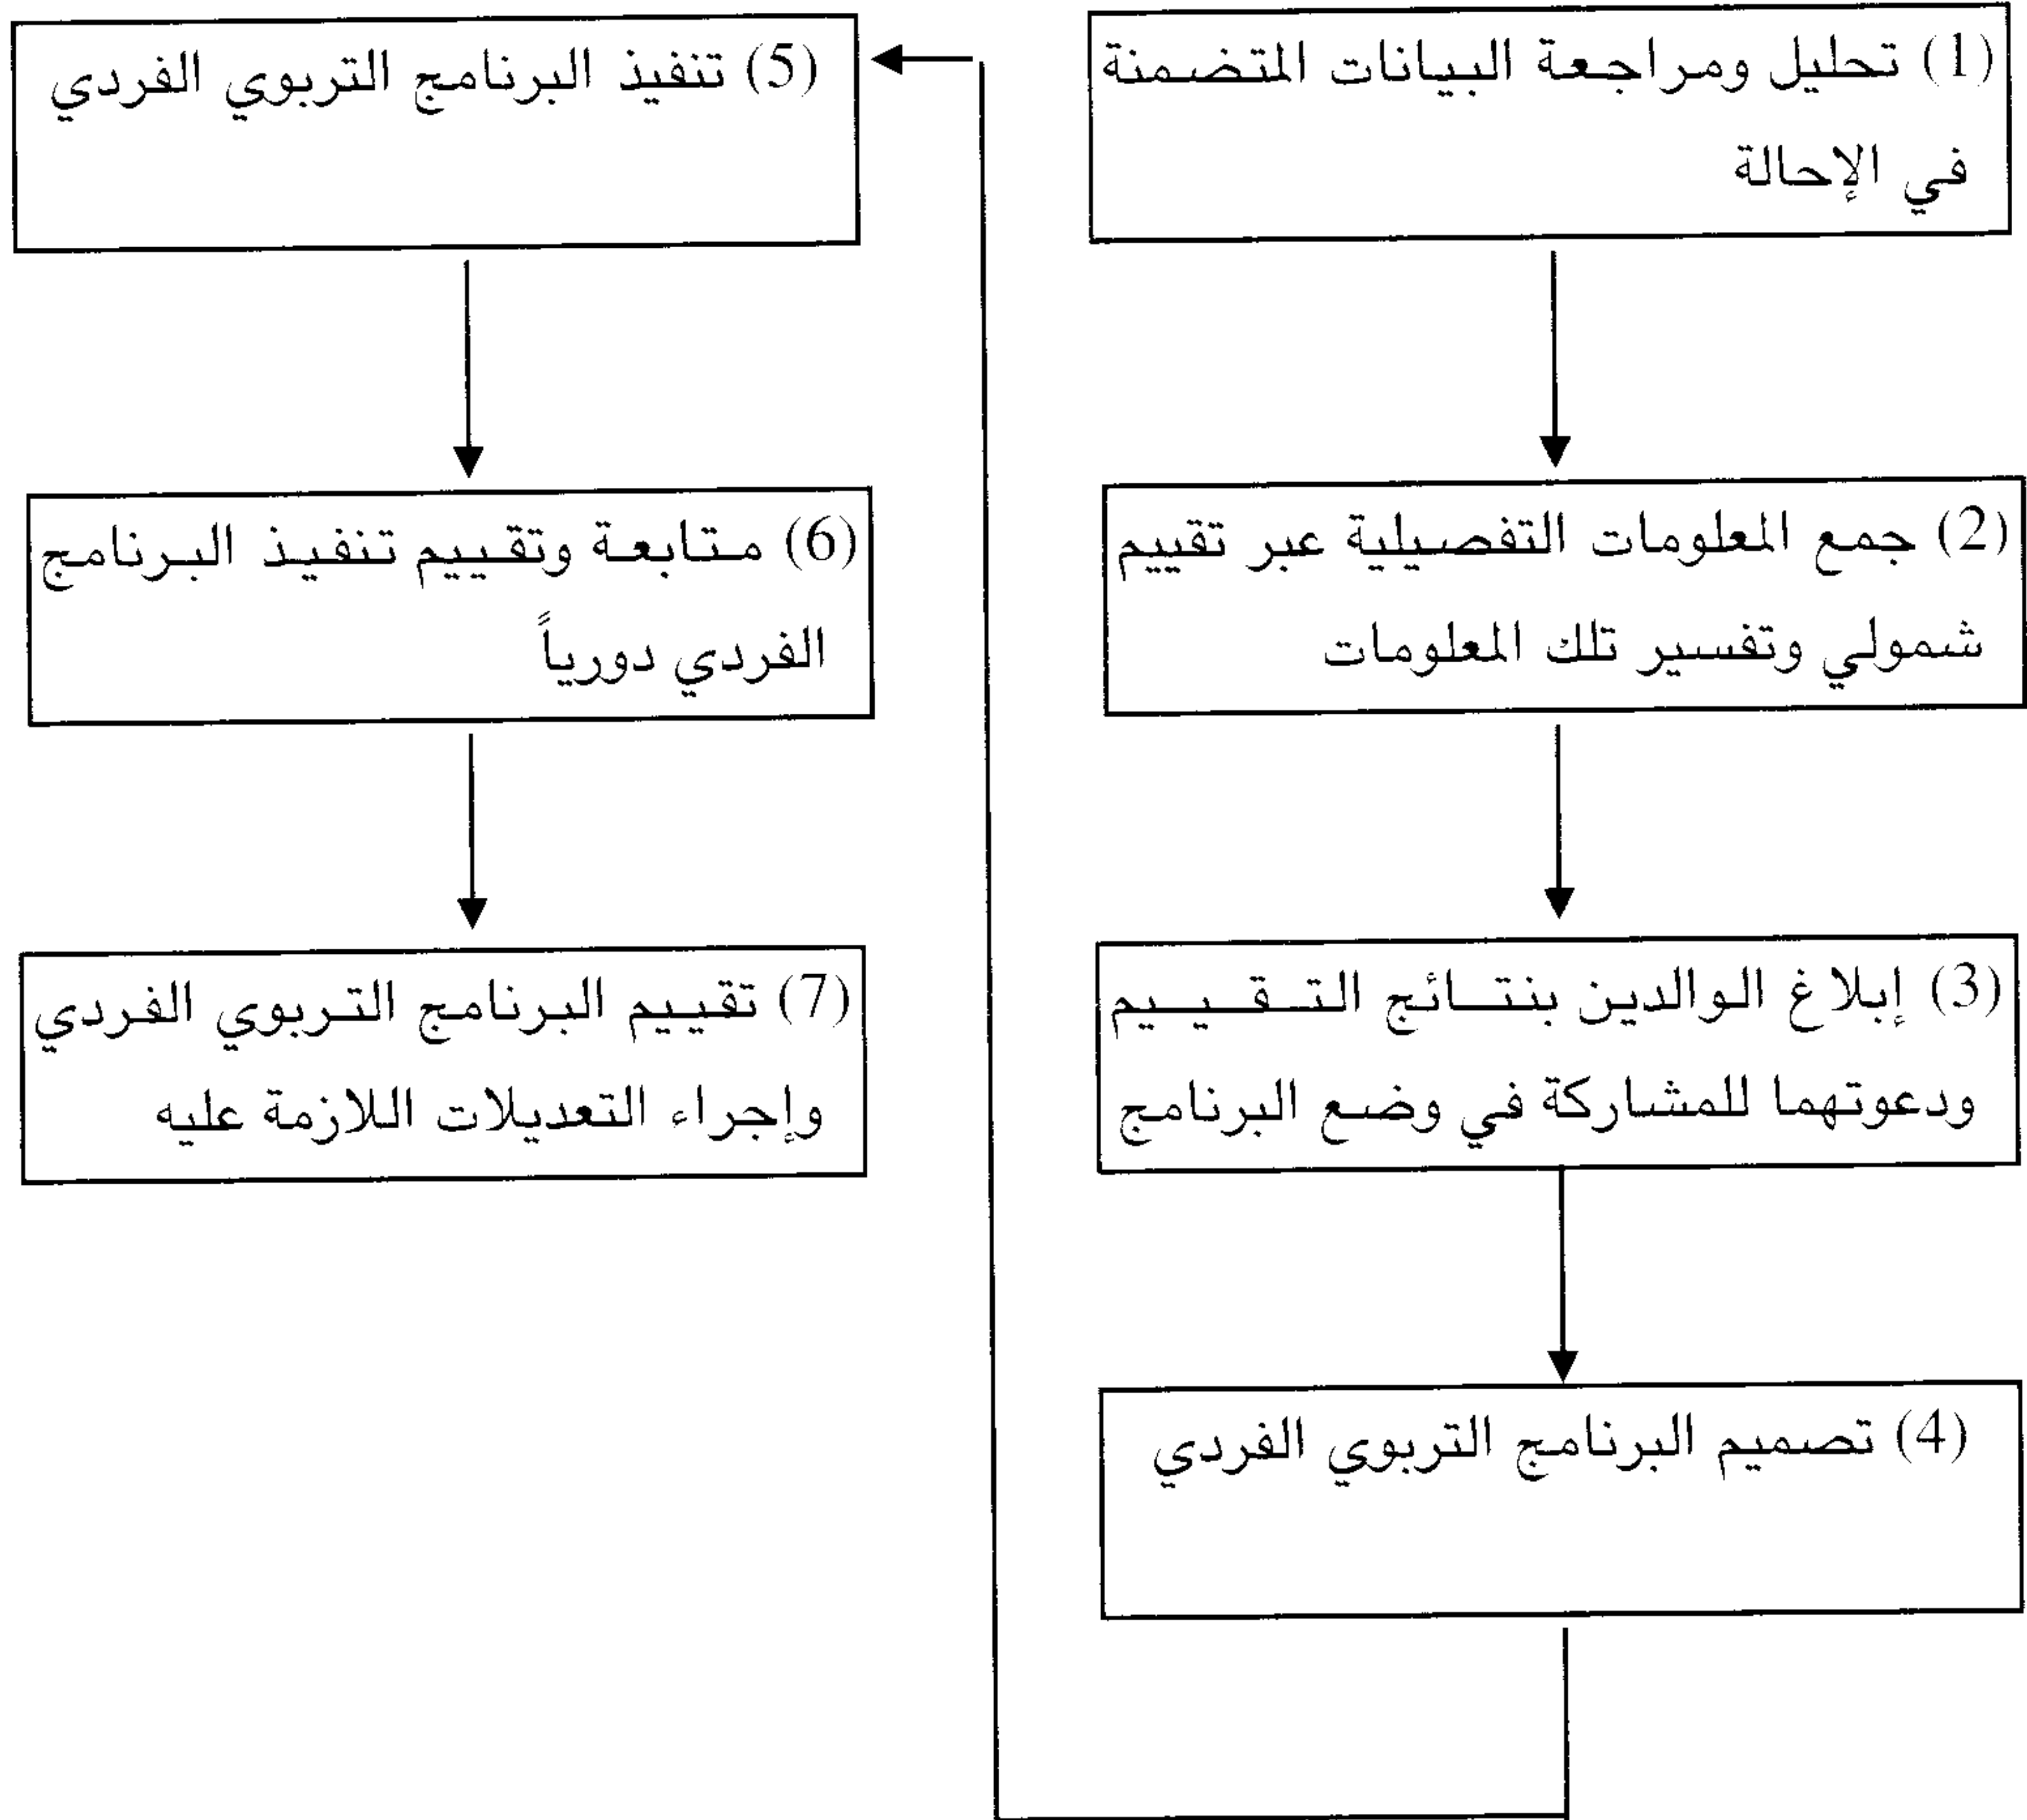 (1) تحليل ومراجعة البيانات المتضمنة
في الإحالة
(2) جمع المعلومات التفصيلية عبر تقييم
شمولي وتفسير تلك المعلومات
(3) إبلاغ الوالدين بنتائج التقييم
ودعوتهما للمشاركة في وضع البرنامج
(4) تصميم البرنامج التربوي الفردي
(5) تنفيذ البرنامج التربوي الفردي
(6) متابعة وتقييم تنفيذ البرنامج
الفردي دورياً
(7) تقييم البرنامج التربوي الفردي
وإجراء التعديلات اللازمة عليه